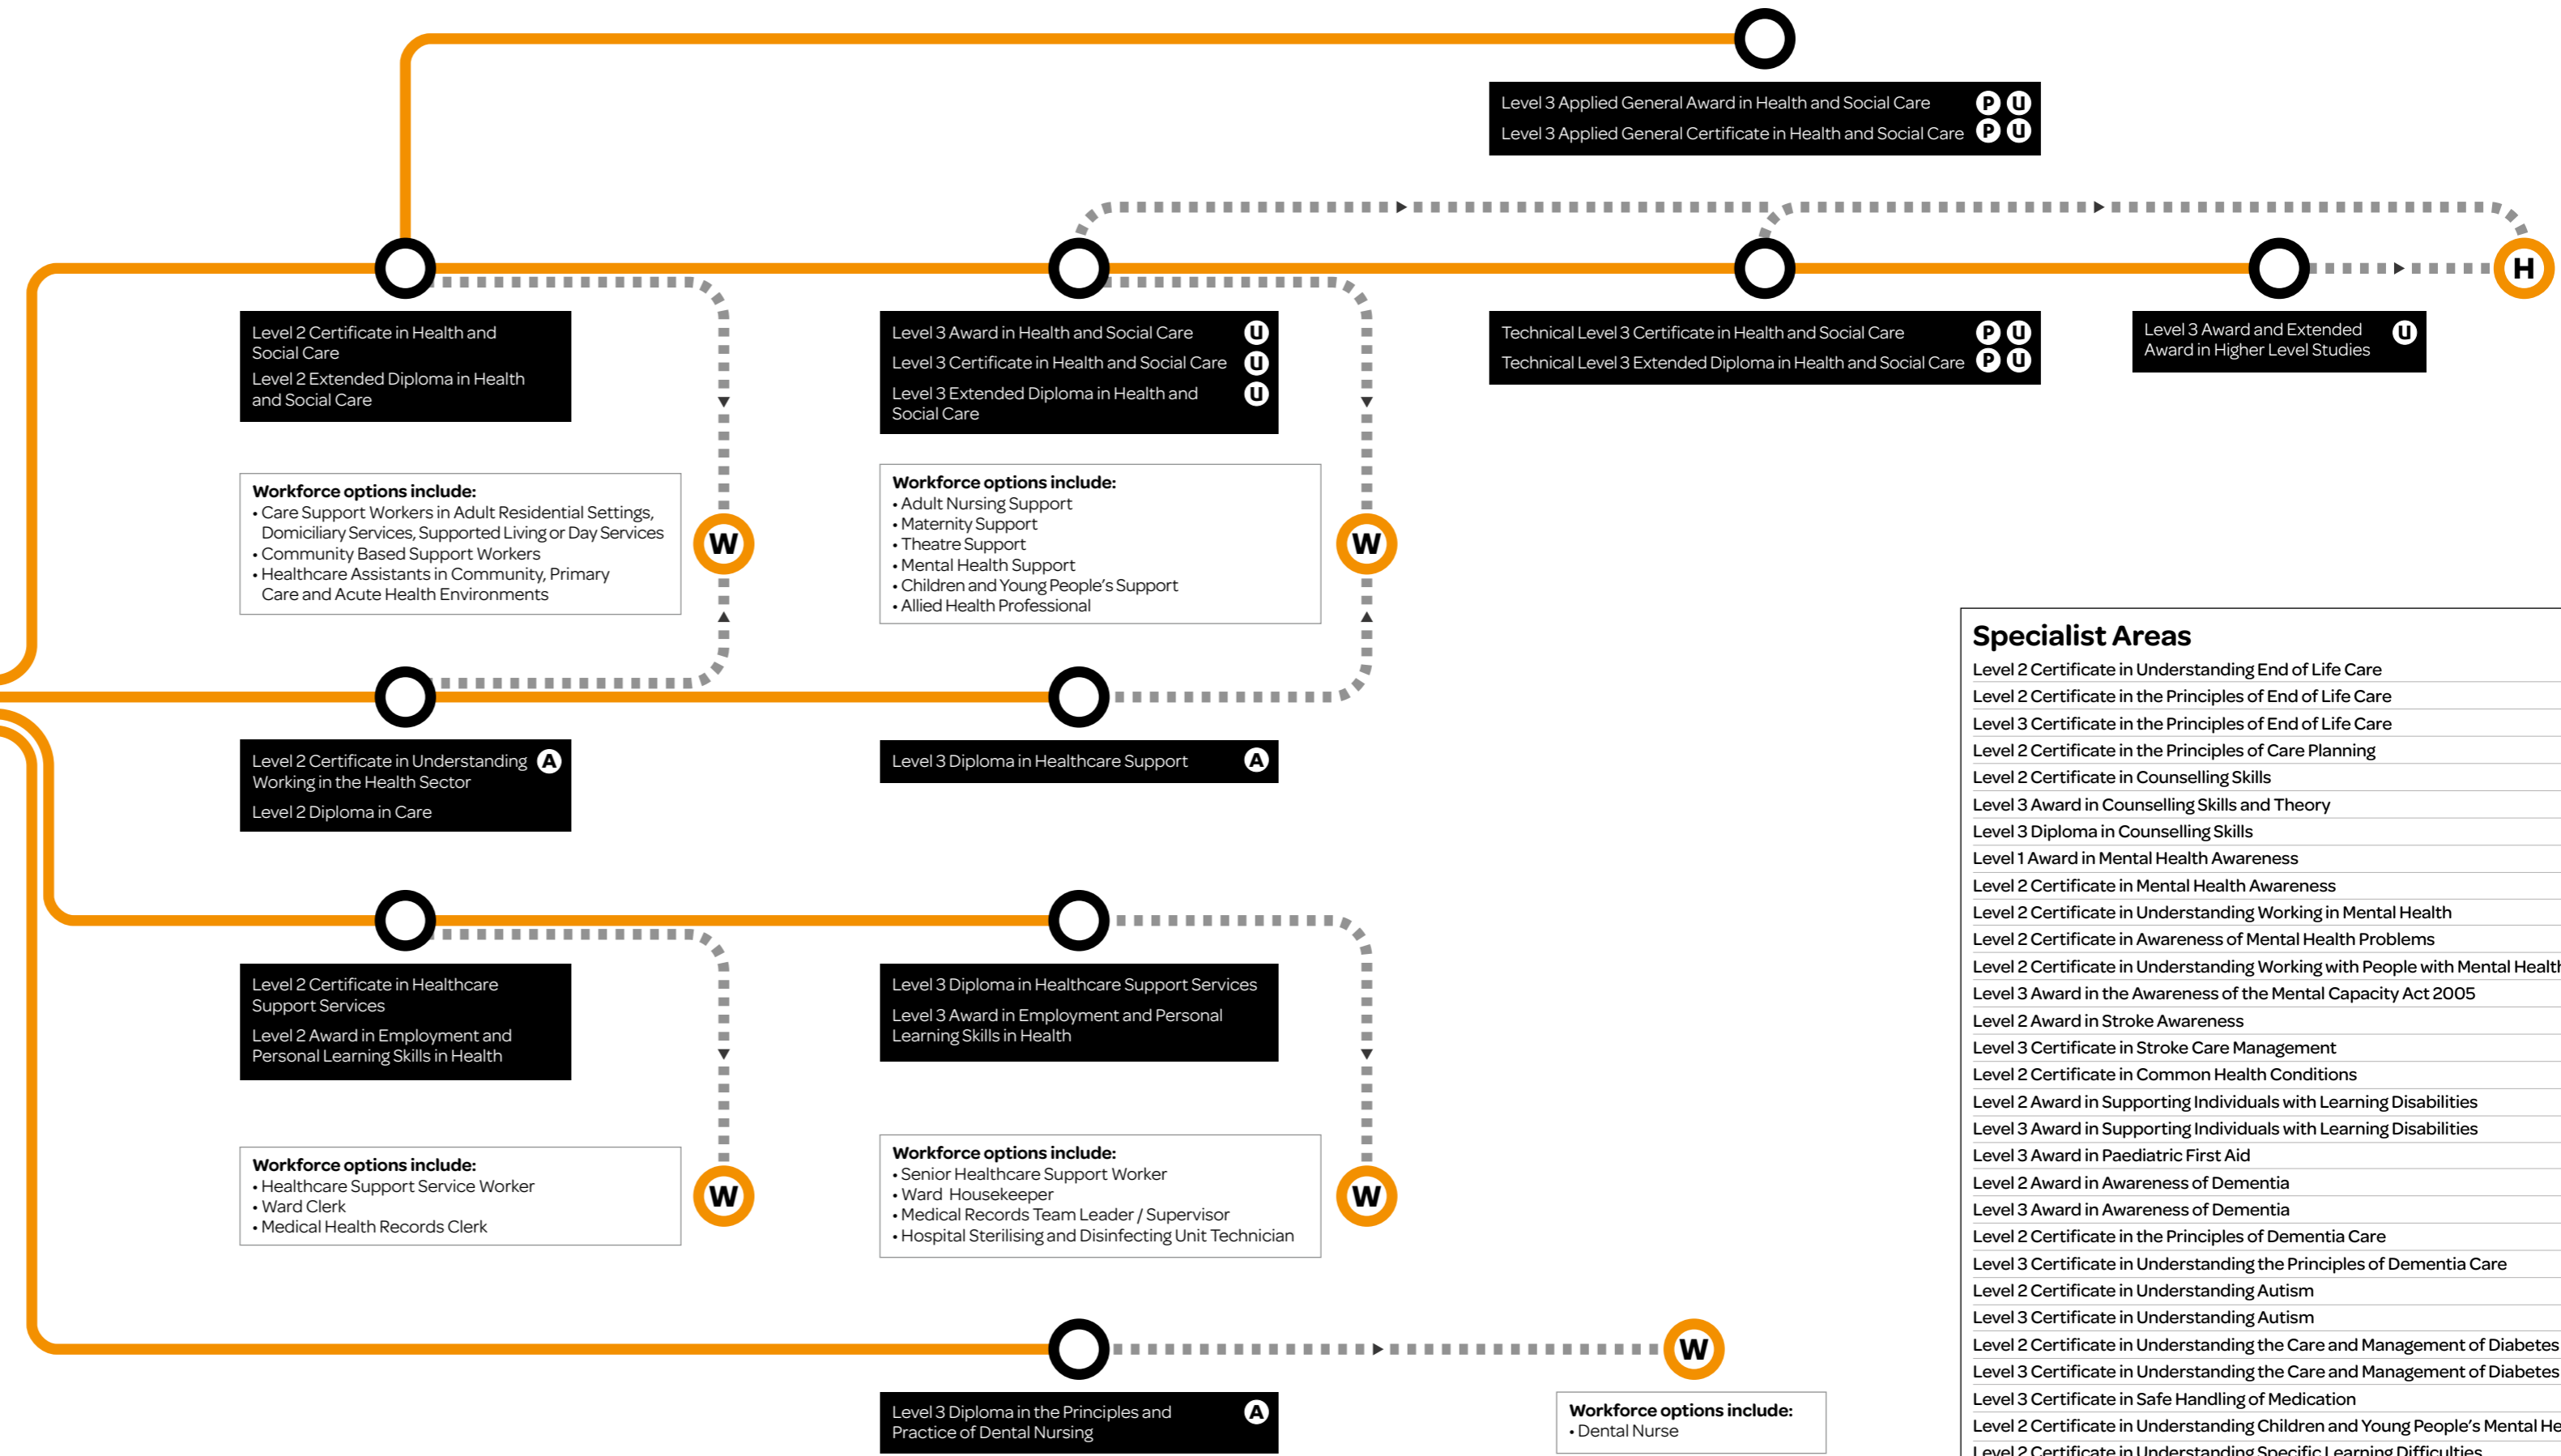 Level 3 Applied General Award in Health and Social Care P U
Level 3 Applied General Certificate in Health and Social Care P U
H
Level 2 Certificate in Health and
Social Care
Level 2 Extended Diploma in Health
and Social Care
Level 3 Award in Health and Social Care U
Level 3 Certificate in Health and Social Care U
Level 3 Extended Diploma in Health and U
Social Care
Technical Level 3 Certificate in Health and Social Care P U
Technical Level 3 Extended Diploma in Health and Social Care P U
Level 3 Award and Extended U
Award in Higher Level Studies
Workforce options include:
• Care Support Workers in Adult Residential Settings,
Domiciliary Services, Supported Living or Day Services
• Community Based Support Workers
• Healthcare Assistants in Community, Primary
Care and Acute Health Environments
W
Workforce options include:
• Adult Nursing Support
• Maternity Support
• Theatre Support
• Mental Health Support
• Children and Young People's Support
• Allied Health Professional
W
Level 2 Certificate in Understanding A
Working in the Health Sector
Level 2 Diploma in Care
Level 3 Diploma in Healthcare Support A
Level 2 Certificate in Healthcare
Support Services
Level 2 Award in Employment and
Personal Learning Skills in Health
Level 3 Diploma in Healthcare Support Services
Level 3 Award in Employment and Personal
Learning Skills in Health
Workforce options include:
• Healthcare Support Service Worker
• Ward Clerk
• Medical Health Records Clerk
W
Workforce options include:
• Senior Healthcare Support Worker
• Ward Housekeeper
• Medical Records Team Leader / Supervisor
• Hospital Sterilising and Disinfecting Unit Technician
W
Level 3 Diploma in the Principles and A
Practice of Dental Nursing
W
Workforce options include:
• Dental Nurse
Specialist Areas
Level 2 Certificate in Understanding End of Life Care
Level 2 Certificate in the Principles of End of Life Care
Level 3 Certificate in the Principles of End of Life Care
Level 2 Certificate in the Principles of Care Planning
Level 2 Certificate in Counselling Skills
Level 3 Award in Counselling Skills and Theory
Level 3 Diploma in Counselling Skills
Level 1 Award in Mental Health Awareness
Level 2 Certificate in Mental Health Awareness
Level 2 Certificate in Understanding Working in Mental Health
Level 2 Certificate in Awareness of Mental Health Problems
Level 2 Certificate in Understanding Working with People with Mental Health
Level 3 Award in the Awareness of the Mental Capacity Act 2005
Level 2 Award in Stroke Awareness
Level 3 Certificate in Stroke Care Management
Level 2 Certificate in Common Health Conditions
Level 2 Award in Supporting Individuals with Learning Disabilities
Level 3 Award in Supporting Individuals with Learning Disabilities
Level 3 Award in Paediatric First Aid
Level 2 Award in Awareness of Dementia
Level 3 Award in Awareness of Dementia
Level 2 Certificate in the Principles of Dementia Care
Level 3 Certificate in Understanding the Principles of Dementia Care
Level 2 Certificate in Understanding Autism
Level 3 Certificate in Understanding Autism
Level 2 Certificate in Understanding the Care and Management of Diabetes
Level 3 Certificate in Understanding the Care and Management of Diabetes
Level 3 Certificate in Safe Handling of Medication
Level 2 Certificate in Understanding Children and Young People's Mental He
Level 2 Certificate in Understanding Specific Learning Difficulties